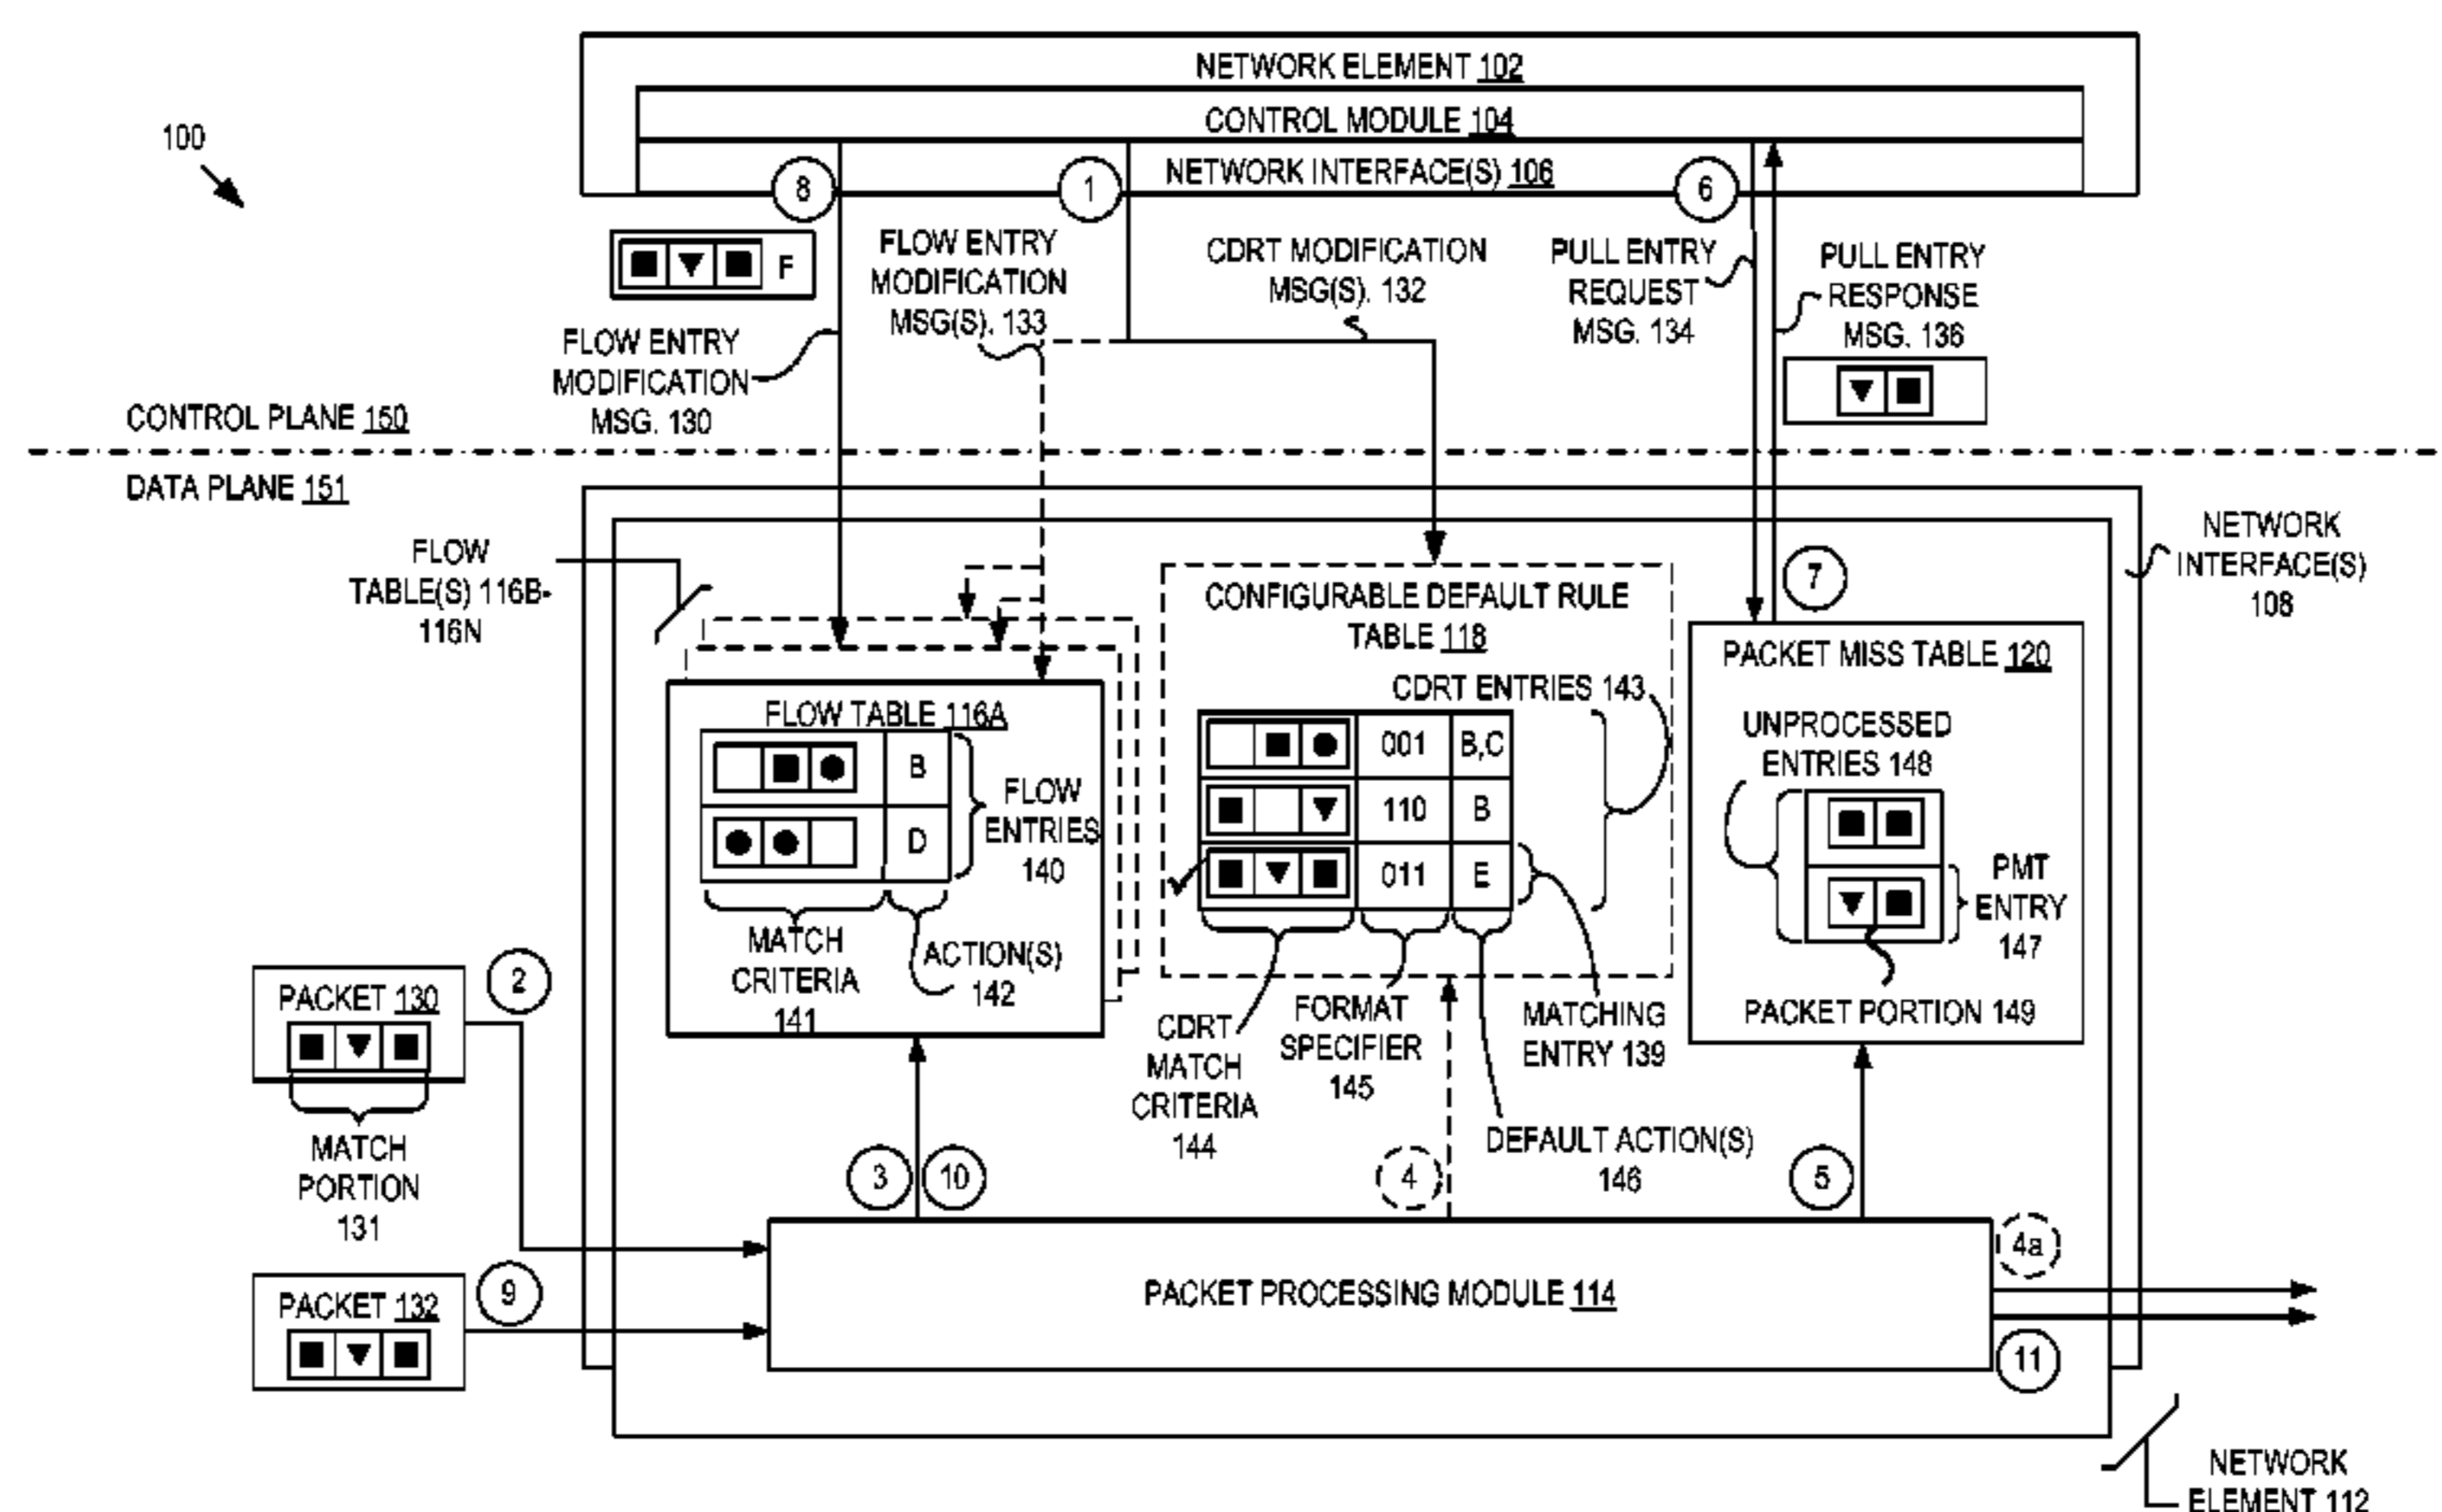 100
NETWORK ELEMENT 102
CONTROL MODULE 104
NETWORK INTERFACE(S) 106
8
1
6
F
FLOW ENTRY
MODIFICATION
MSG. 130
FLOW ENTRY
MODIFICATION
MSG(S). 133
CDRT MODIFICATION
MSG(S). 132
PULL ENTRY
REQUEST
MSG. 134
PULL ENTRY
RESPONSE
MSG. 136
CONTROL PLANE 150
DATA PLANE 151
FLOW
TABLE(S) 116B-
116N
NETWORK
INTERFACE(S)
108
7
FLOW TABLE 116A
B
D
FLOW
ENTRIES
140
MATCH
CRITERIA
141
ACTION(S)
142
CONFIGURABLE DEFAULT RULE
TABLE 118
CDRT ENTRIES 143
001 B,C
110 B
011 E
CDRT
MATCH
CRITERIA
144
FORMAT
SPECIFIER
145
MATCHING
ENTRY 139
DEFAULT ACTION(S)
146
PACKET MISS TABLE 120
UNPROCESSED
ENTRIES 148
PMT
ENTRY
147
PACKET PORTION 149
PACKET 130
2
MATCH
PORTION
131
3
10
4
5
4a
PACKET 132
9
PACKET PROCESSING MODULE 114
11
NETWORK
ELEMENT 112